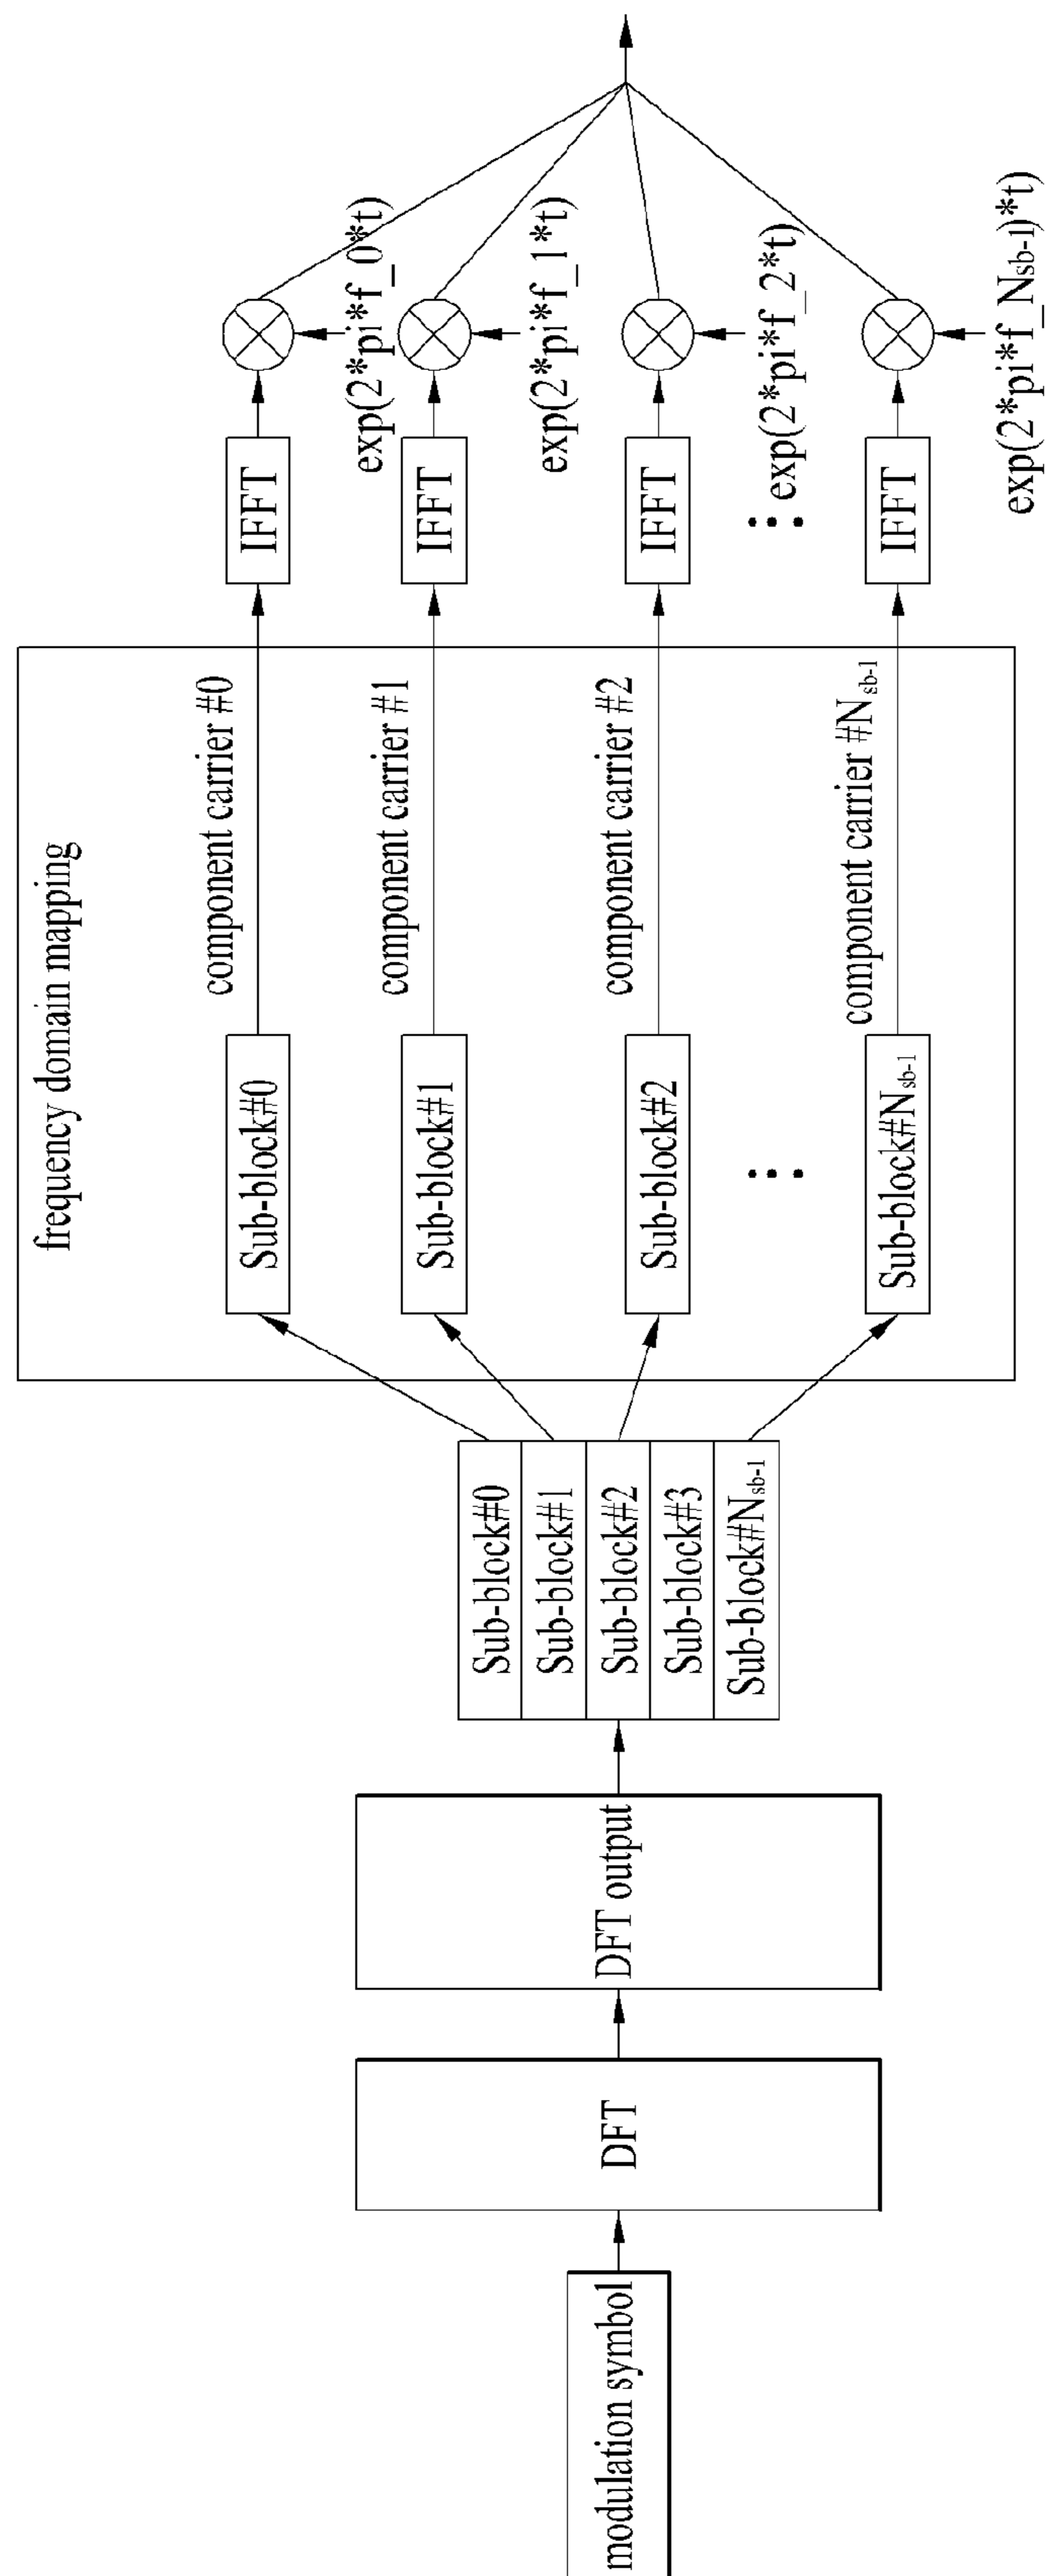 modulation symbol
DFT
DFT output
Sub-block#0
Sub-block#1
Sub-block#2
Sub-block#3
Sub-block#Nsb-1
frequency domain mapping
Sub-block#0
component carrier #0
IFFT
exp(2*pi*f_0*t)
Sub-block#1
component carrier #1
IFFT
exp(2*pi*f_1*t)
Sub-block#2
component carrier #2
IFFT
exp(2*pi*f_2*t)
Sub-block#Nsb-1
component carrier #Nsb-1
IFFT
exp(2*pi*f_Nsb-1)*t)